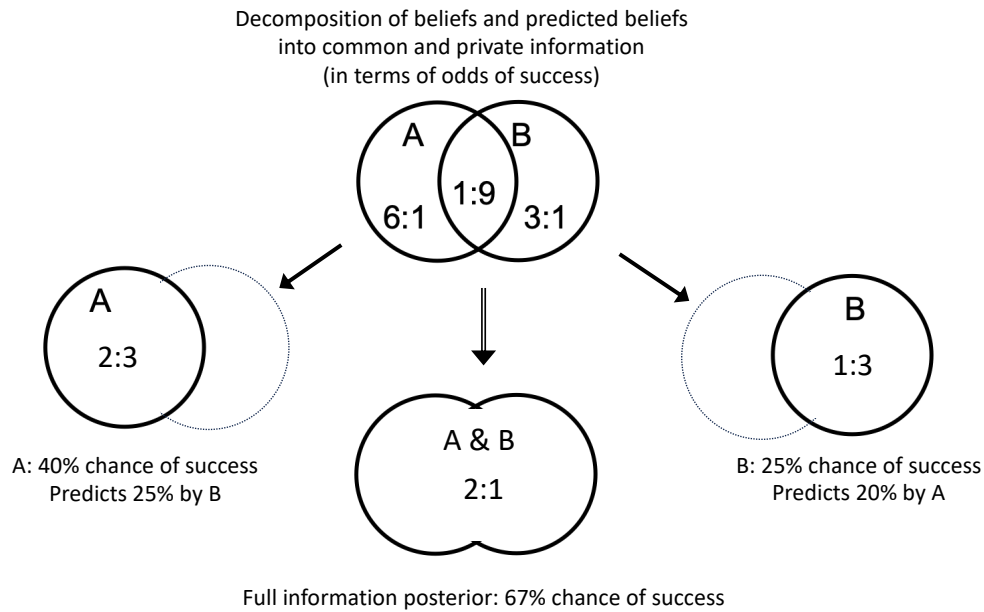 Decomposition of beliefs and predicted beliefs
into common and private information
(in terms of odds of success)
A
B
6:1
1:9
3:1
A
2:3
B
1:3
A & B
2:1
A: 40% chance of success
Predicts 25% by B
B: 25% chance of success
Predicts 20% by A
Full information posterior: 67% chance of success